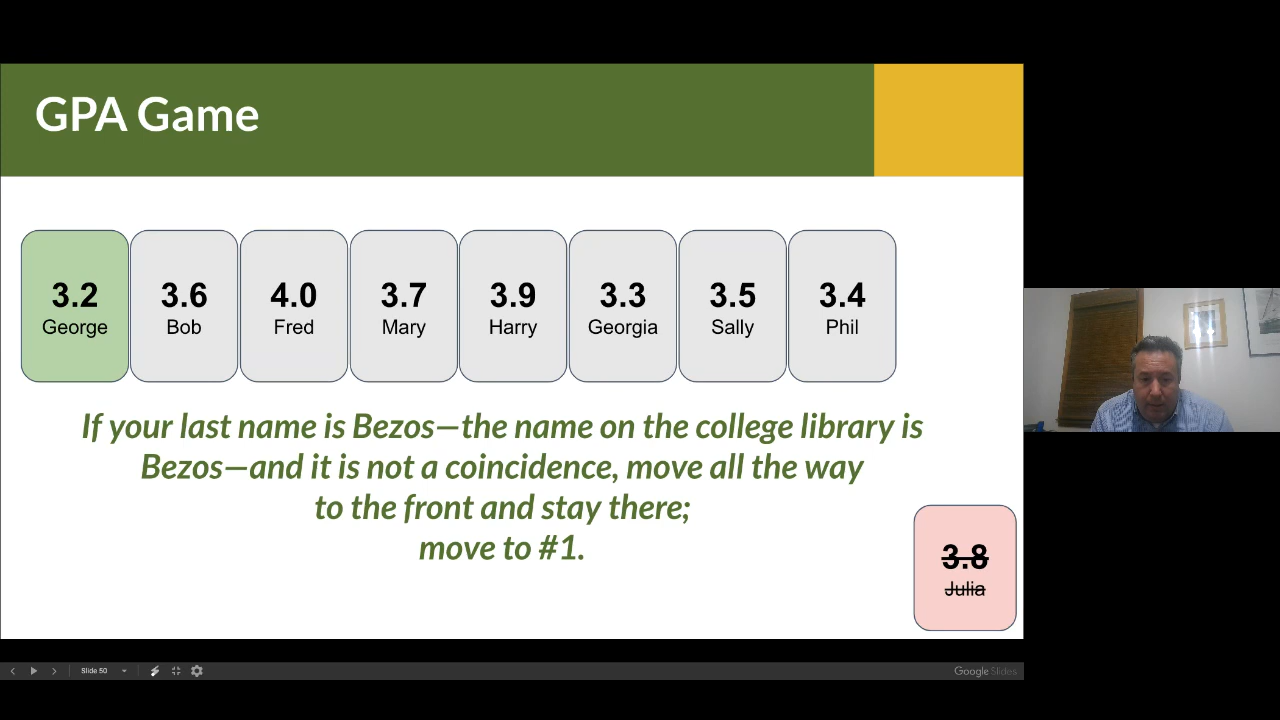 GPA Game
3.2
George
3.6
Bob
4.0
Fred
3.7
Mary
3.9
Harry
3.3
Georgia
3.5
Sally
3.4
Phil
If your last name is Bezos—the name on the college library is
Bezos—and it is not a coincidence, move all the way
to the front and stay there;
move to #1.
3.8
Julia
Slide 50
Google Slides